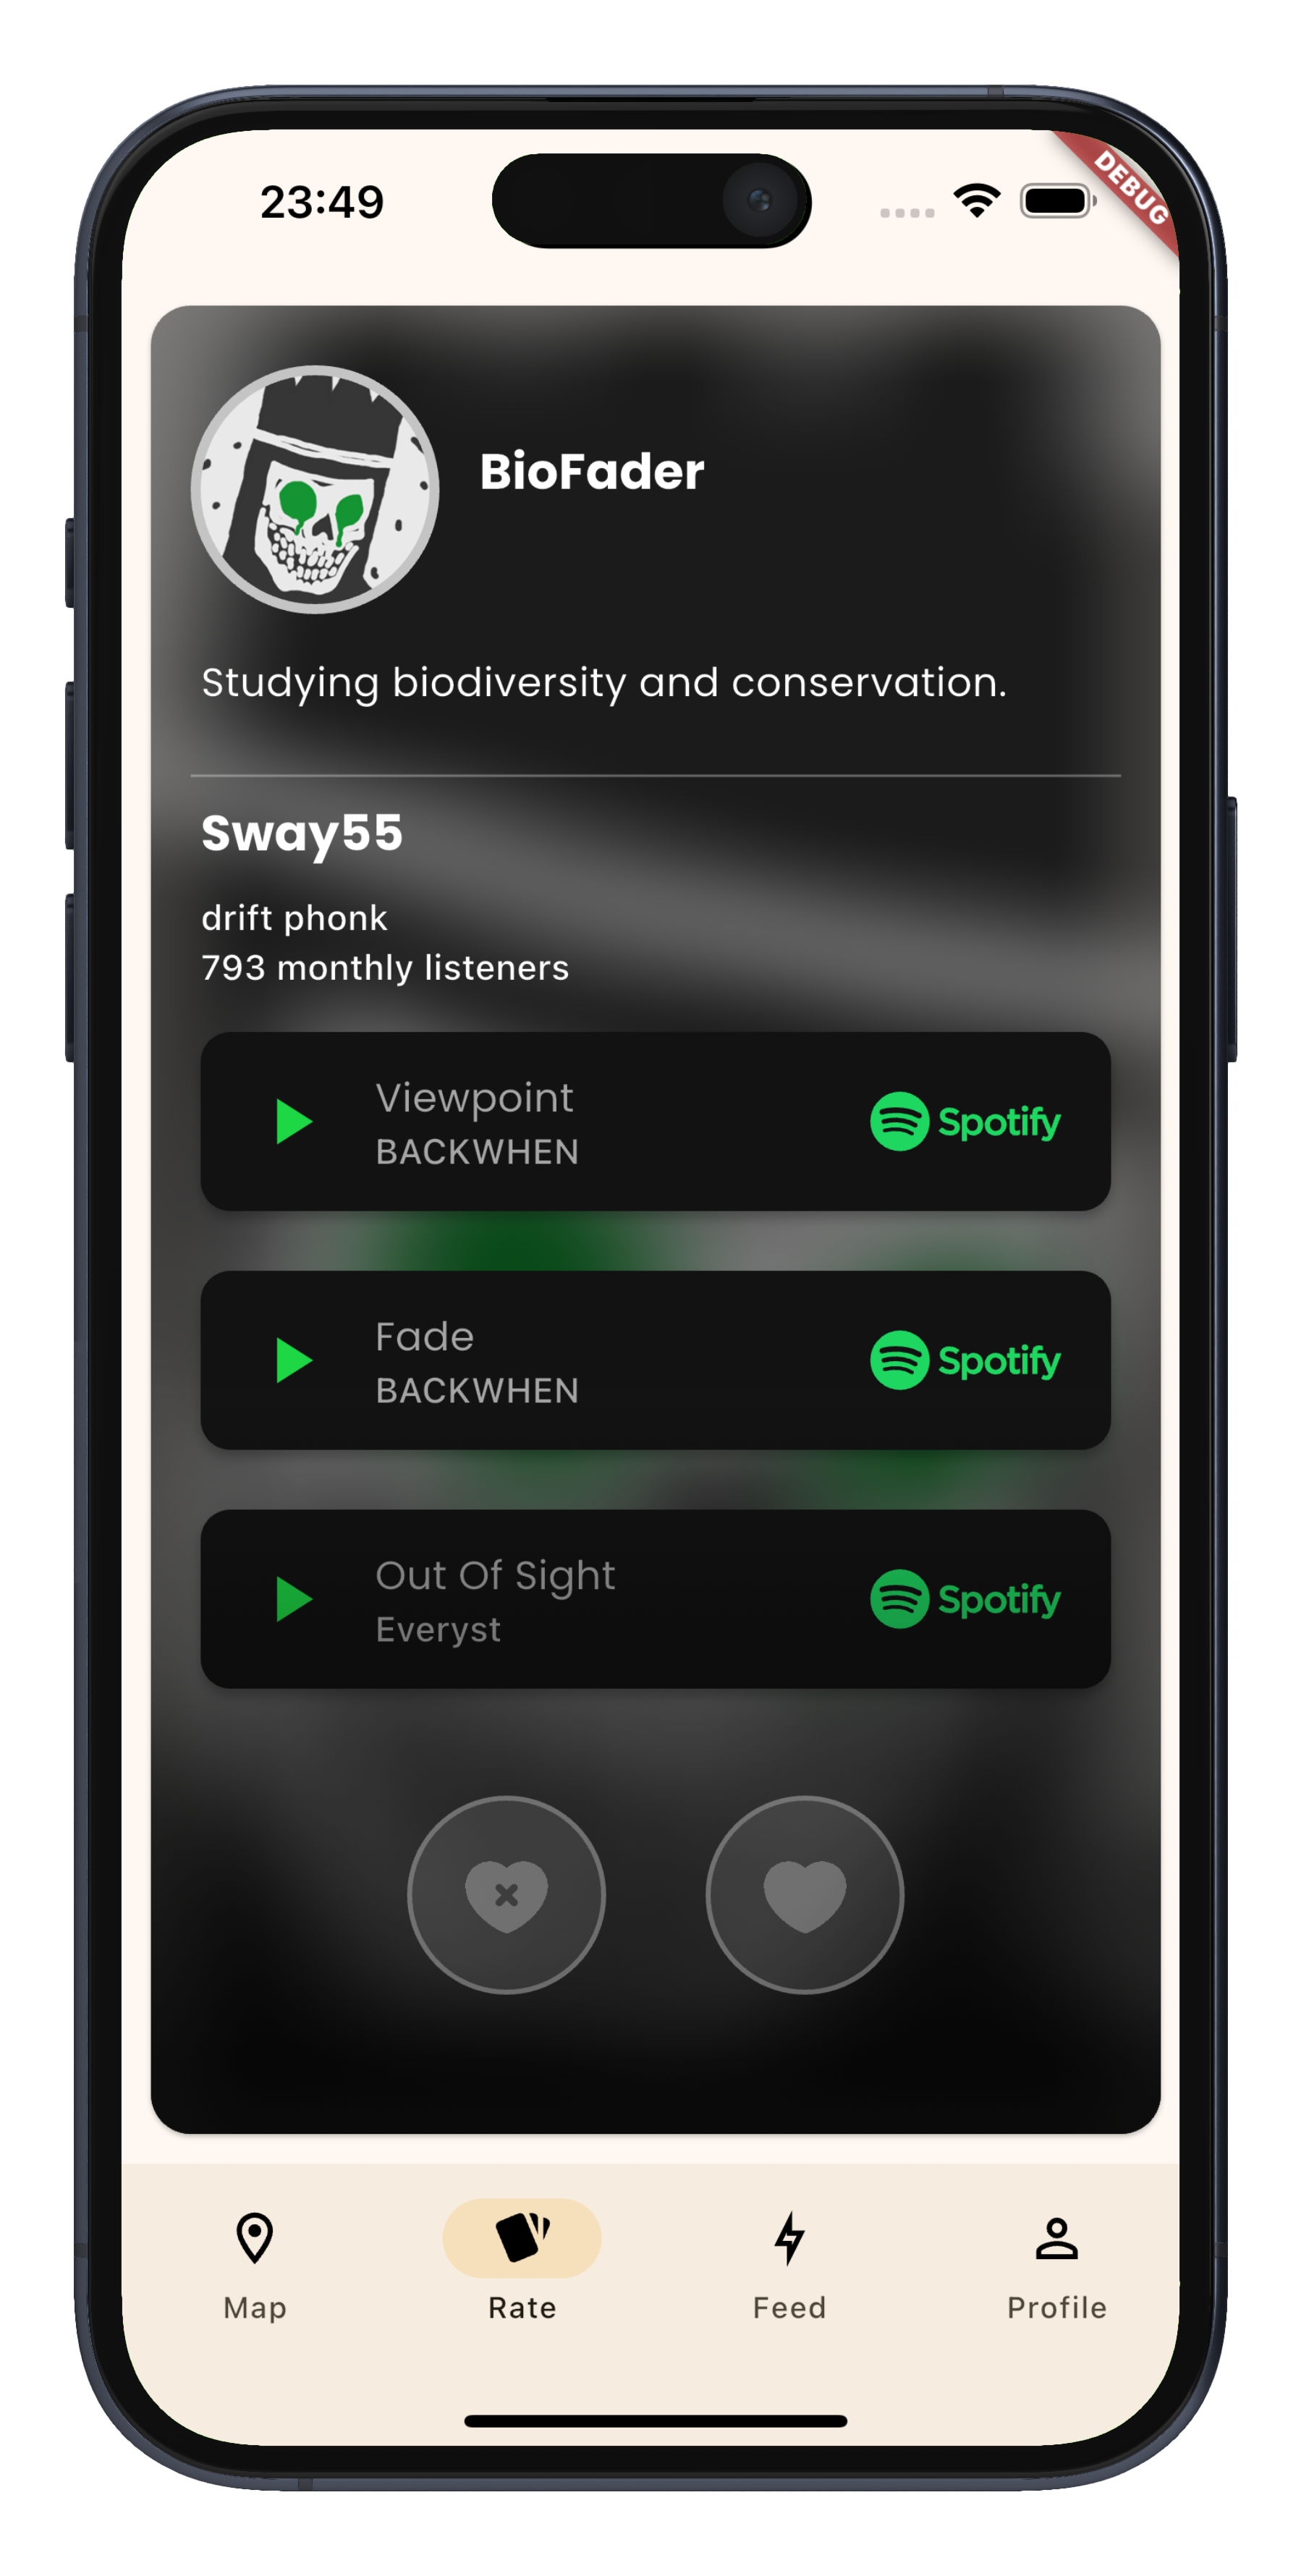 23:49
DEBUG
BioFader
Studying biodiversity and conservation.
Sway55
drift phonk
793 monthly listeners
Viewpoint
BACKWHEN
Spotify
Fade
BACKWHEN
Spotify
Out Of Sight
Everyst
Spotify
Map
Rate
Feed
Profile